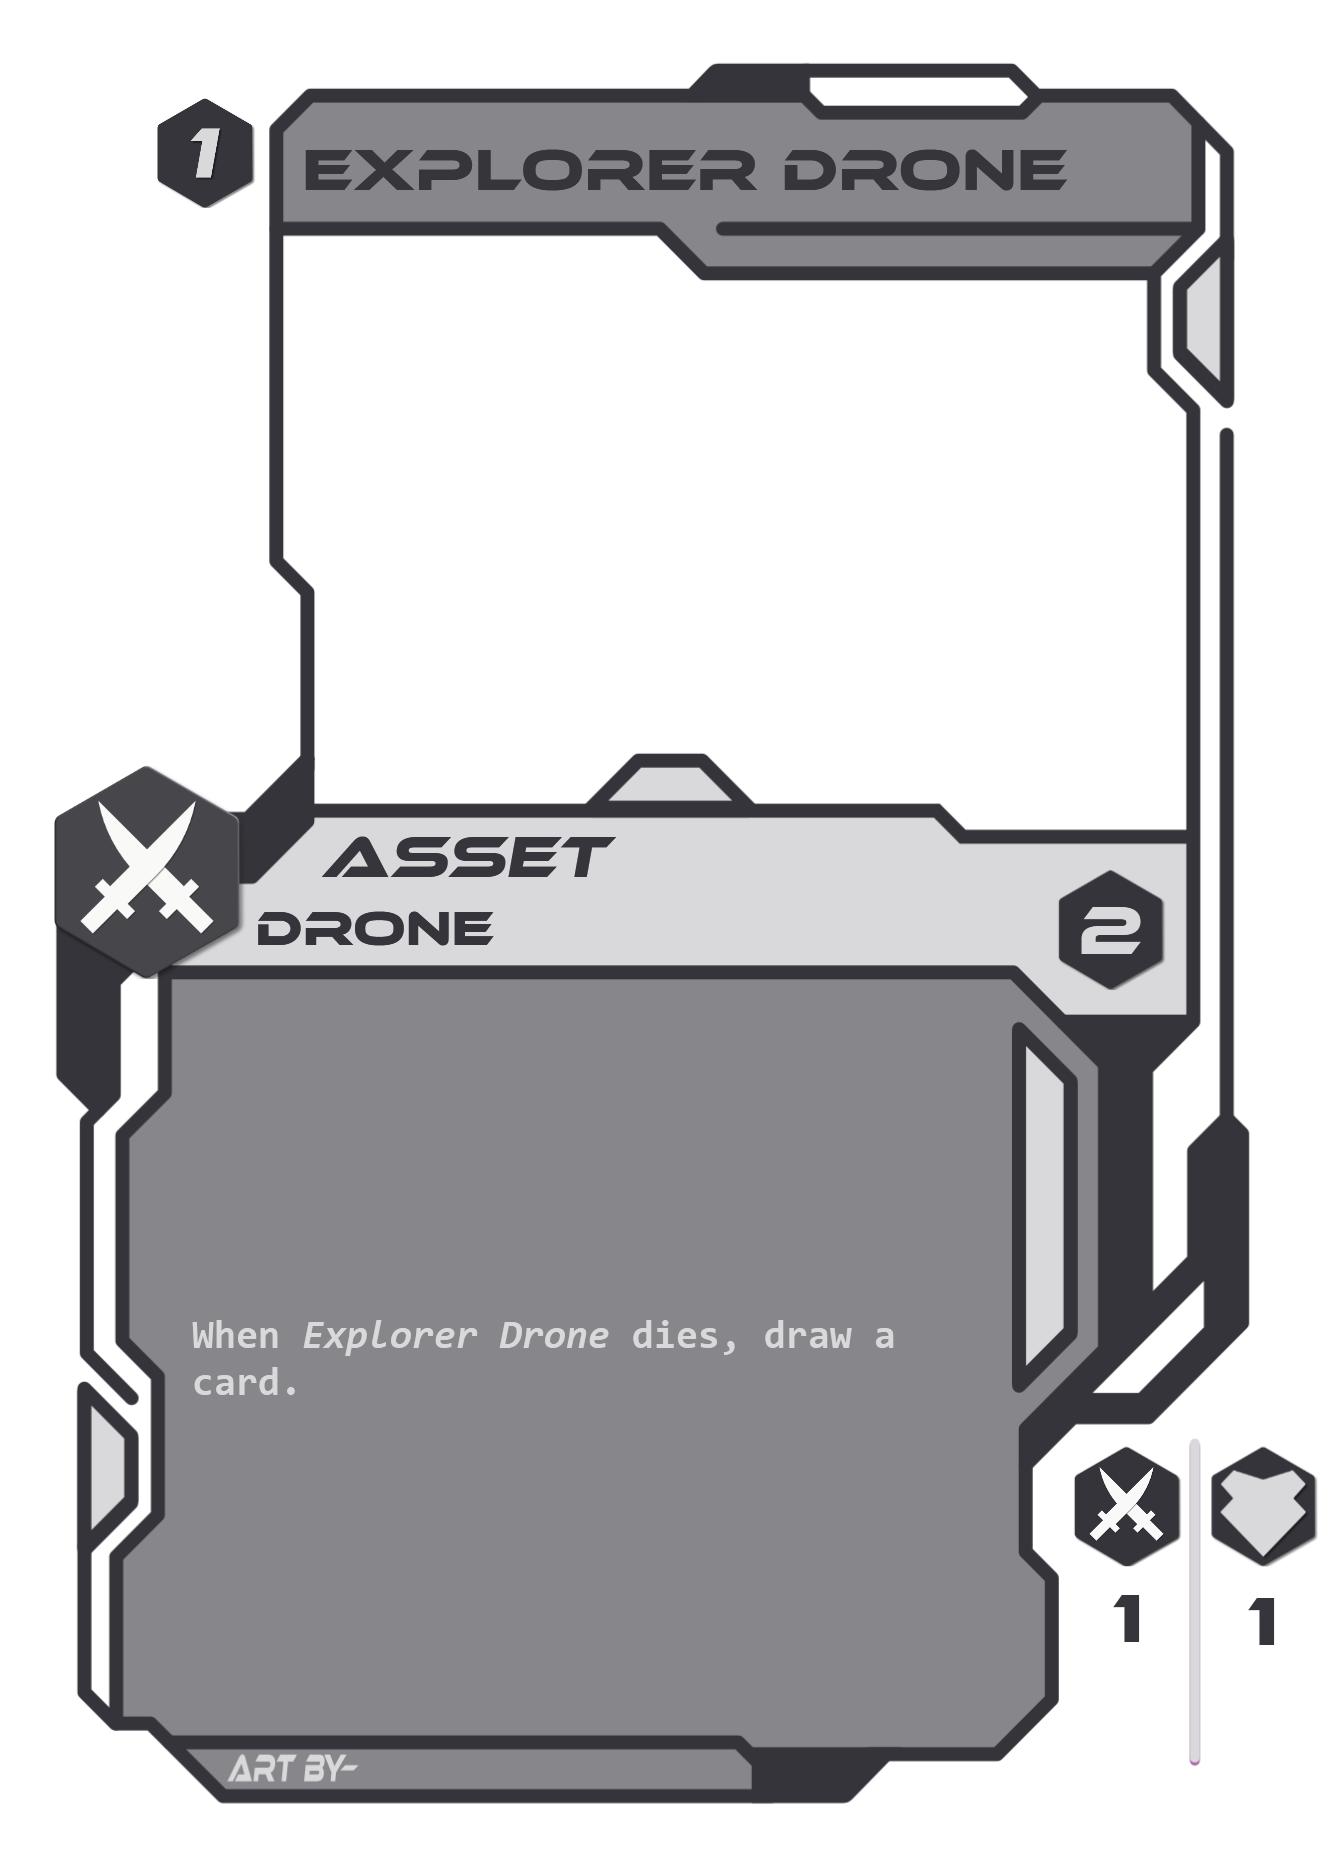 1
EXPLORER DRONE
ASSET
DRONE
2
When Explorer Drone dies, draw a
card.
1 1
ART BY-